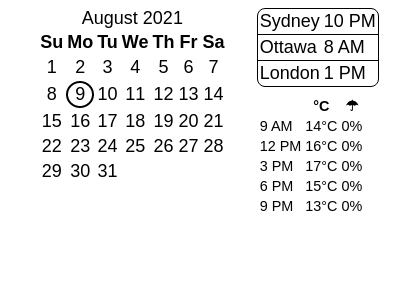 August 2021
Su Mo Tu We Th Fr Sa
1 2 3 4 5 6 7
8 9 10 11 12 13 14
15 16 17 18 19 20 21
22 23 24 25 26 27 28
29 30 31
Sydney 10 PM
Ottawa 8 AM
London 1 PM
°C ☂
9 AM 14°C 0%
12 PM 16°C 0%
3 PM 17°C 0%
6 PM 15°C 0%
9 PM 13°C 0%